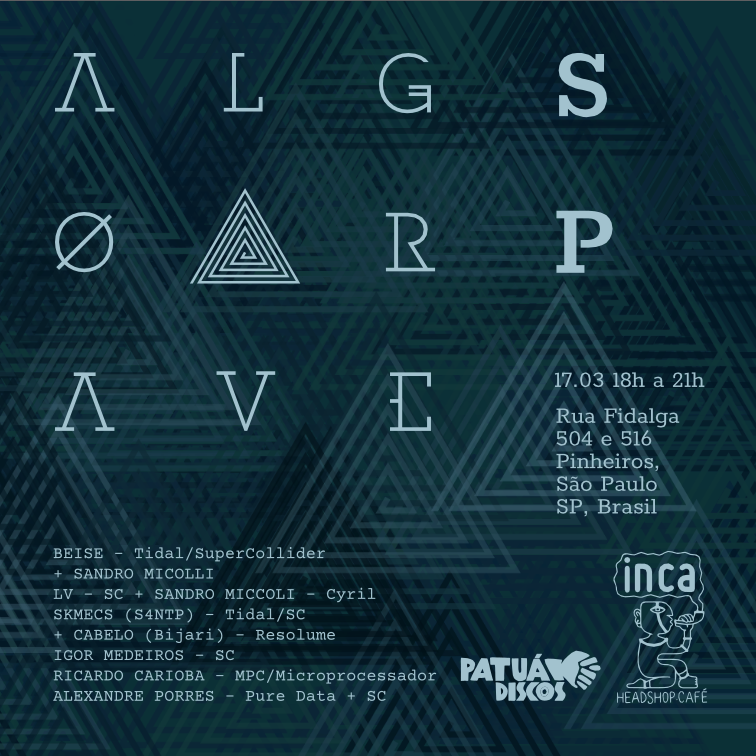 Λ L G S
Ø R P
Λ V E
17.03 18h a 21h
Rua Fidalga
504 e 516
Pinheiros,
São Paulo
SP, Brasil
BEISE – Tidal/SuperCollider
+ SANDRO MICOLLI
LV – SC + SANDRO MICCOLI – Cyril
SKMECS (S4NTP) – Tidal/SC
+ CABELO (Bijari) – Resolume
IGOR MEDEIROS – SC
RICARDO CARIOBA – MPC/Microprocessador
ALEXANDRE PORRES – Pure Data + SC
PATUÁ
DISCOS
inca
HEADSHOP·CAFÉ